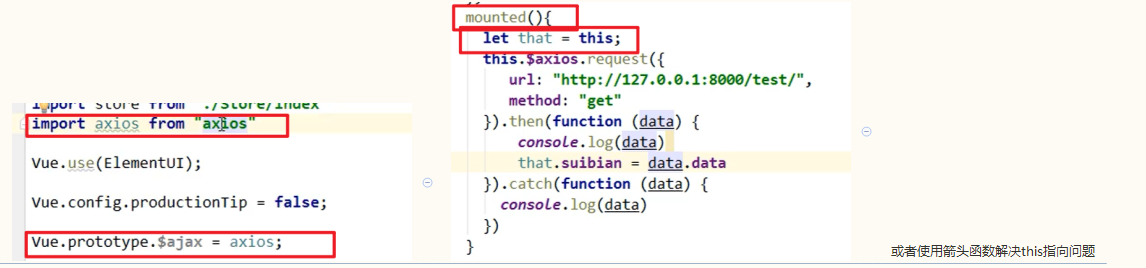 import store from "./Store/index
import axios from "axios"
Vue.use(ElementUI);
Vue.config.productionTip = false;
Vue.prototype.$ajax = axios;
mounted(){
let that = this;
this.$axios.request({
url: "http://127.0.0.1:8000/test/",
method: "get"
}).then(function (data) {
console.log(data)
that.suibian = data.data
}).catch(function (data) {
console.log(data)
})
}
或者使用箭头函数解决this指向问题